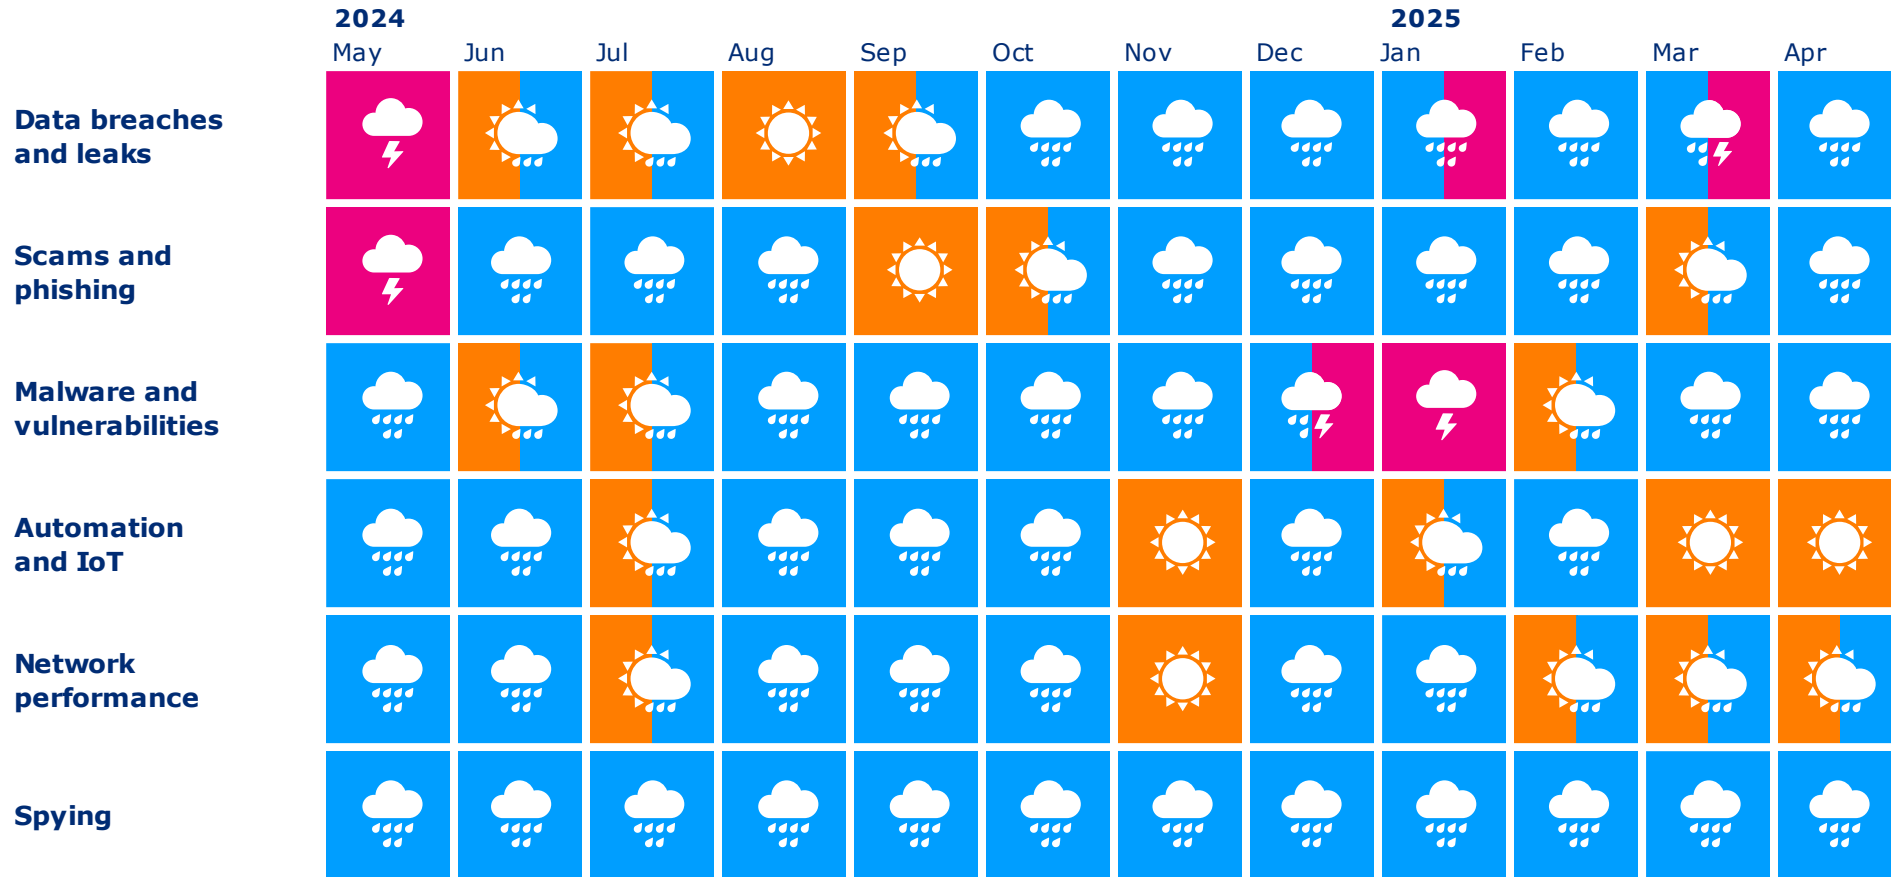 2024 2025
May Jun Jul Aug Sep Oct Nov Dec Jan Feb Mar Apr
Data breaches
and leaks
Scams and
phishing
Malware and
vulnerabilities
Automation
and IoT
Network
performance
Spying